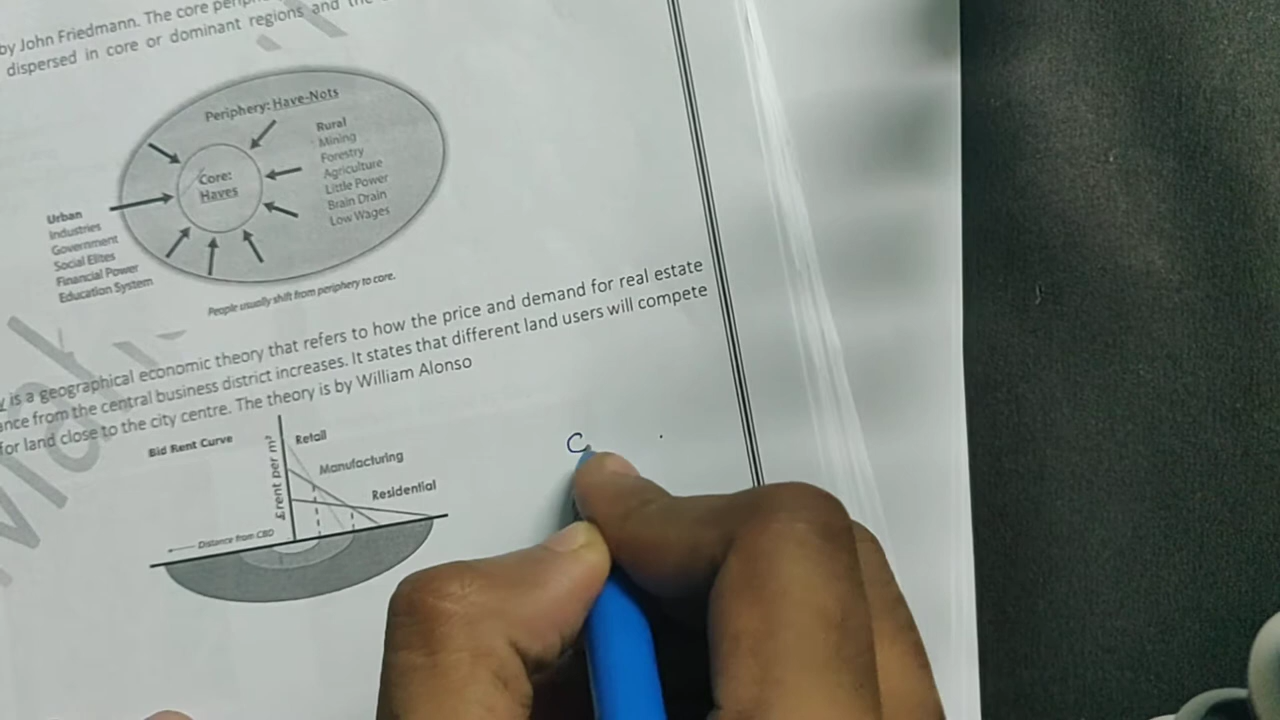 by John Friedmann. The core
dispersed in core or dominant regions and
Periphery: Have-Nots
Core:
Haves
Rural
Mining
Forestry
Agriculture
Little Power
Brain Drain
Low Wages
Urban
Industries
Government
Social Elites
Financial Power
Education System
People usually shift from periphery to core.
is a geographical economic theory that refers to how the price and demand for real estate
from the central business district increases. It states that different land users will compete
for land close to the city centre. The theory is by William Alonso
Bid Rent Curve
£rent per m²
Retail
Manufacturing
Residential
Distance from CBD
C